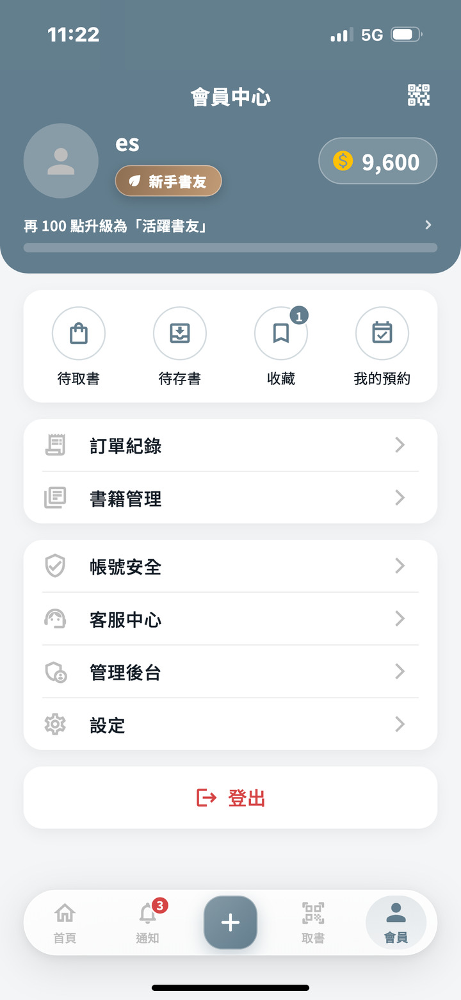 11:22
5G
會員中心
es
新手書友
9,600
再 100 點升級為「活躍書友」
1
待取書
待存書
收藏
我的預約
訂單紀錄
書籍管理
帳號安全
客服中心
管理後台
設定
登出
3
首頁
通知
取書
會員